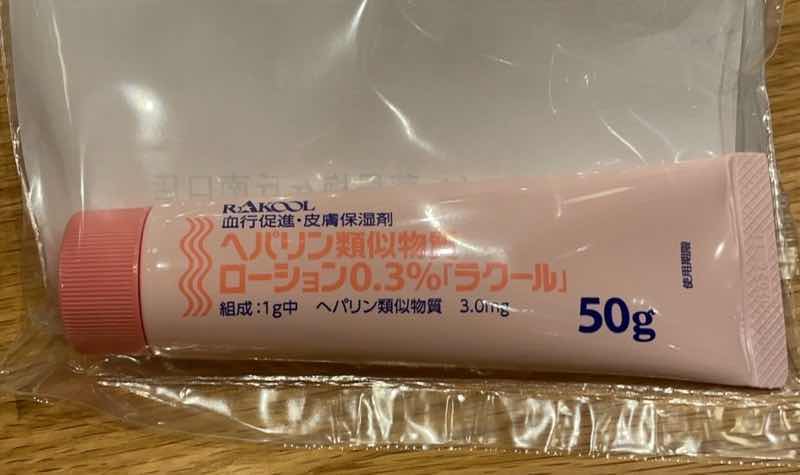 RAKOOL
血行促進・皮膚保湿剤
ヘパリン類似物質
ローション0.3%「ラクール」
組成:1g中 ヘパリン類似物質 3.0mg
50g
使用期限